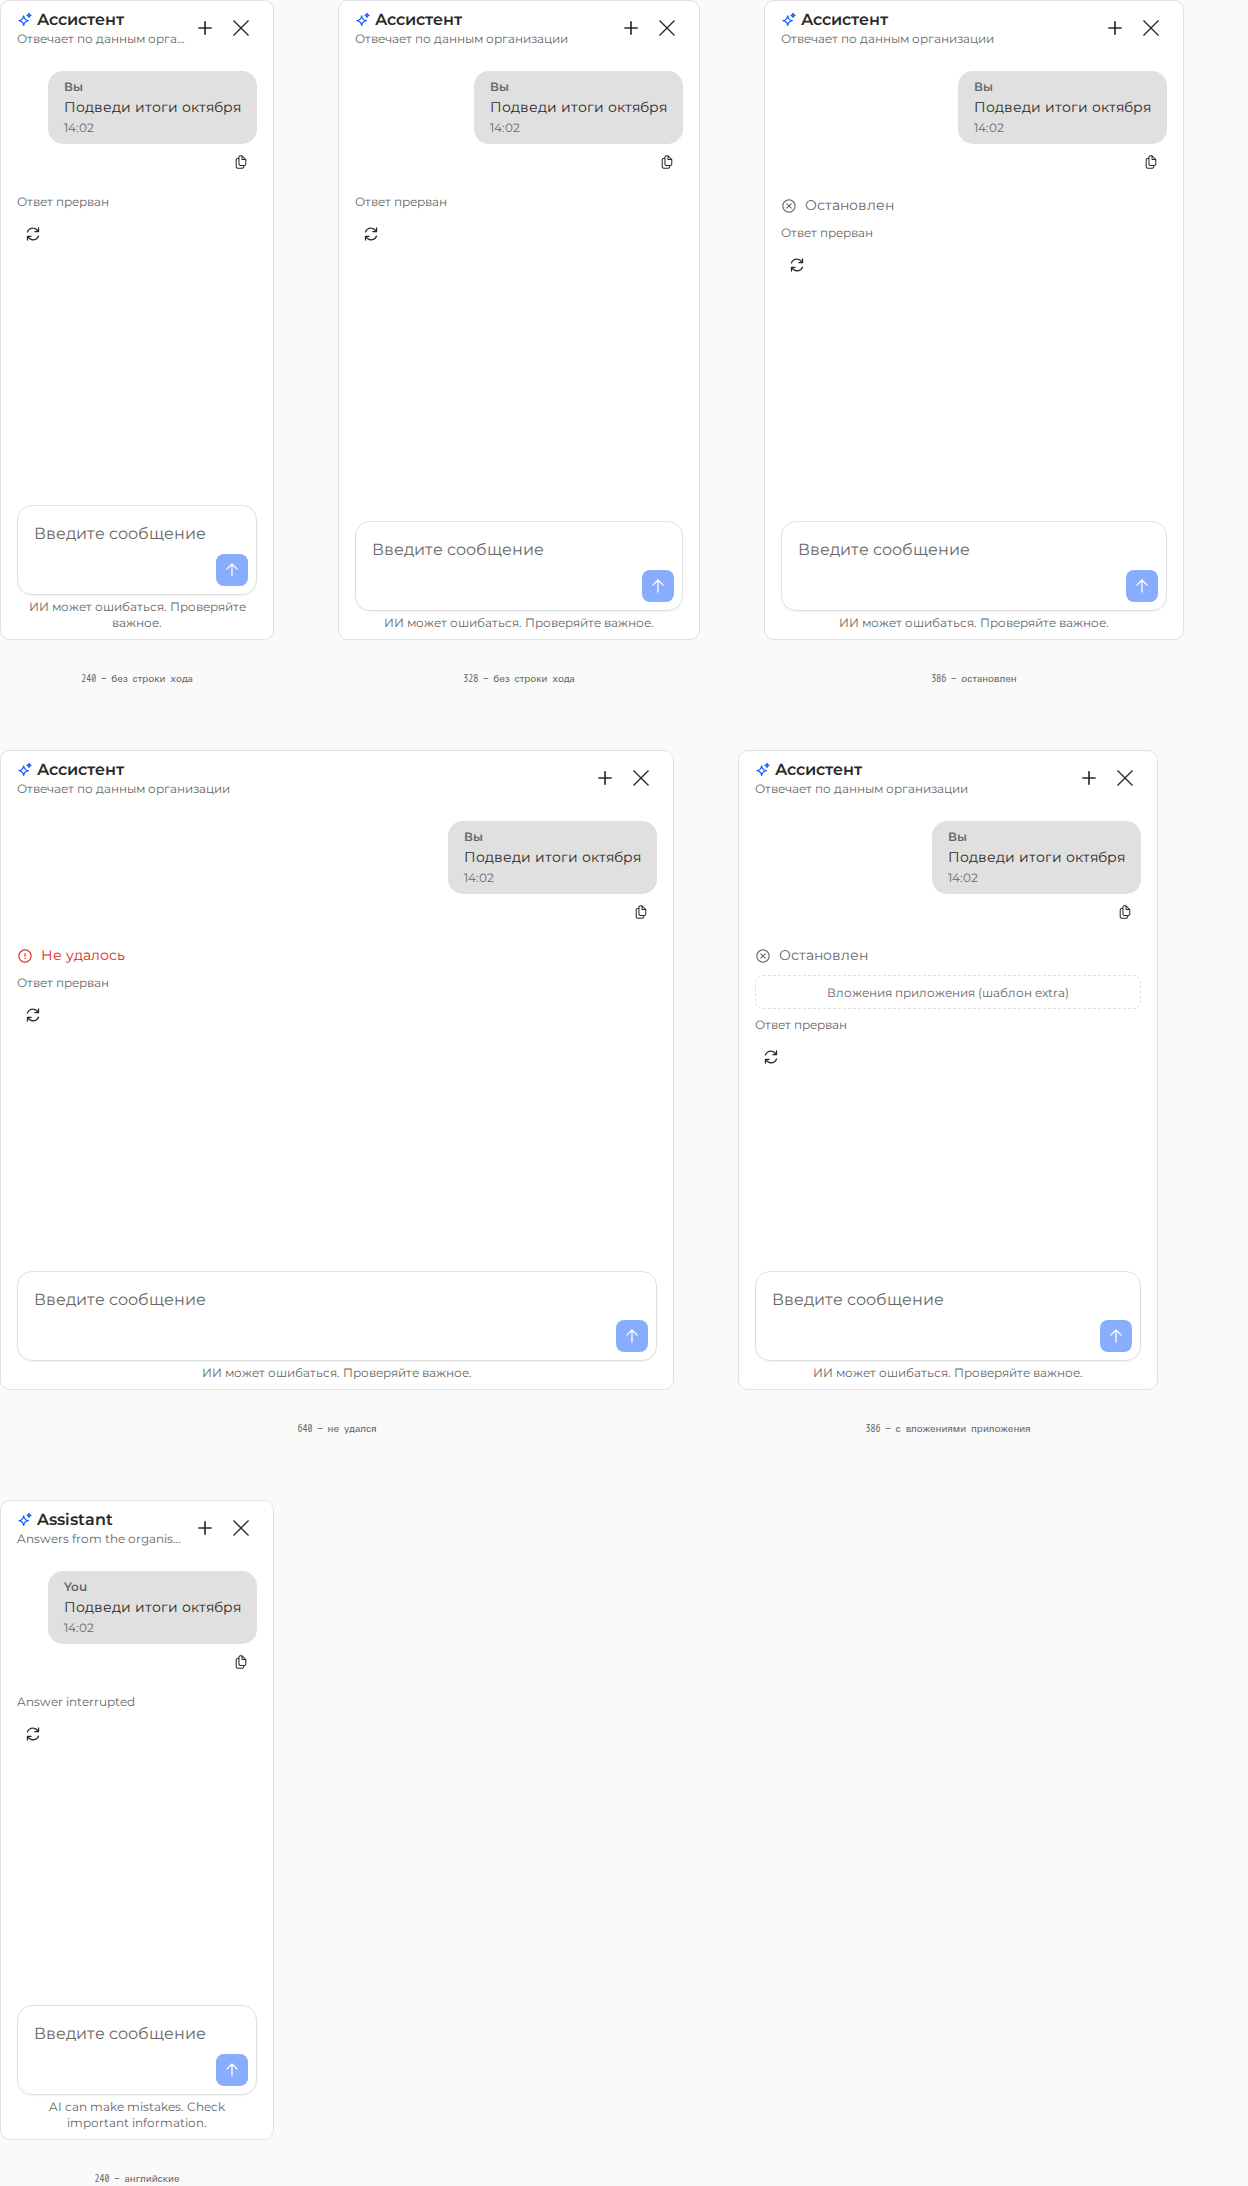 Ассистент
Отвечает по данным орга...
Вы
Подведи итоги октября
14:02
Ответ прерван
Введите сообщение
ИИ может ошибаться. Проверяйте
важное.
240 — без строки хода
Ассистент
Отвечает по данным организации
Вы
Подведи итоги октября
14:02
Ответ прерван
Введите сообщение
ИИ может ошибаться. Проверяйте важное.
328 — без строки хода
Ассистент
Отвечает по данным организации
Вы
Подведи итоги октября
14:02
Остановлен
Ответ прерван
Введите сообщение
ИИ может ошибаться. Проверяйте важное.
386 — остановлен
Ассистент
Отвечает по данным организации
Вы
Подведи итоги октября
14:02
Не удалось
Ответ прерван
Введите сообщение
ИИ может ошибаться. Проверяйте важное.
640 — не удался
Ассистент
Отвечает по данным организации
Вы
Подведи итоги октября
14:02
Остановлен
Вложения приложения (шаблон extra)
Ответ прерван
Введите сообщение
ИИ может ошибаться. Проверяйте важное.
386 — с вложениями приложения
Assistant
Answers from the organis...
You
Подведи итоги октября
14:02
Answer interrupted
Введите сообщение
AI can make mistakes. Check
important information.
240 — английские